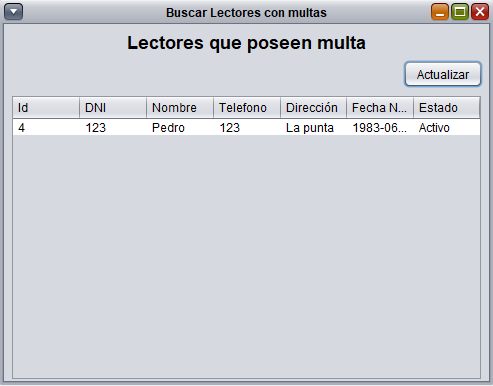 Buscar Lectores con multas
Lectores que poseen multa
Actualizar
Id DNI Nombre Telefono Dirección Fecha N... Estado
4 123 Pedro 123 La punta 1983-06... Activo